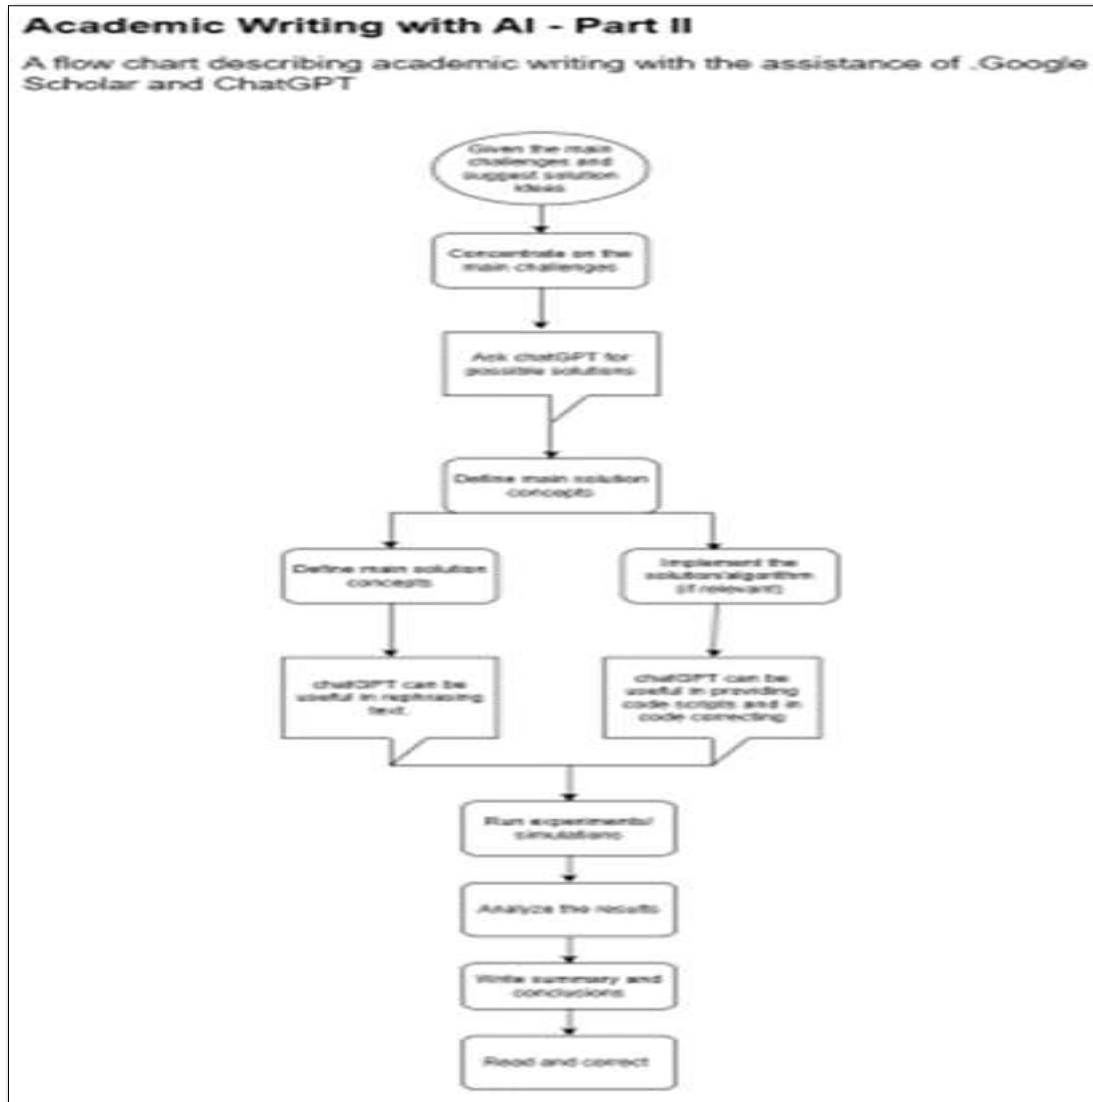 Academic Writing with AI - Part II
A flow chart describing academic writing with the assistance of .Google
Scholar and ChatGPT
Given the main
challenges and
suggest solution
ideas
Concentrate on the
main challenges
Ask chatGPT for
possible solutions
Define main solution
concepts
Define main solution
concepts
Implement the
solution/algorithm
(if relevant)
chatGPT can be
useful in rephrasing
text.
chatGPT can be
useful in providing
code scripts and in
code correcting
Run experiments/
simulations
Analyze the results
Write summary and
conclusions
Read and correct